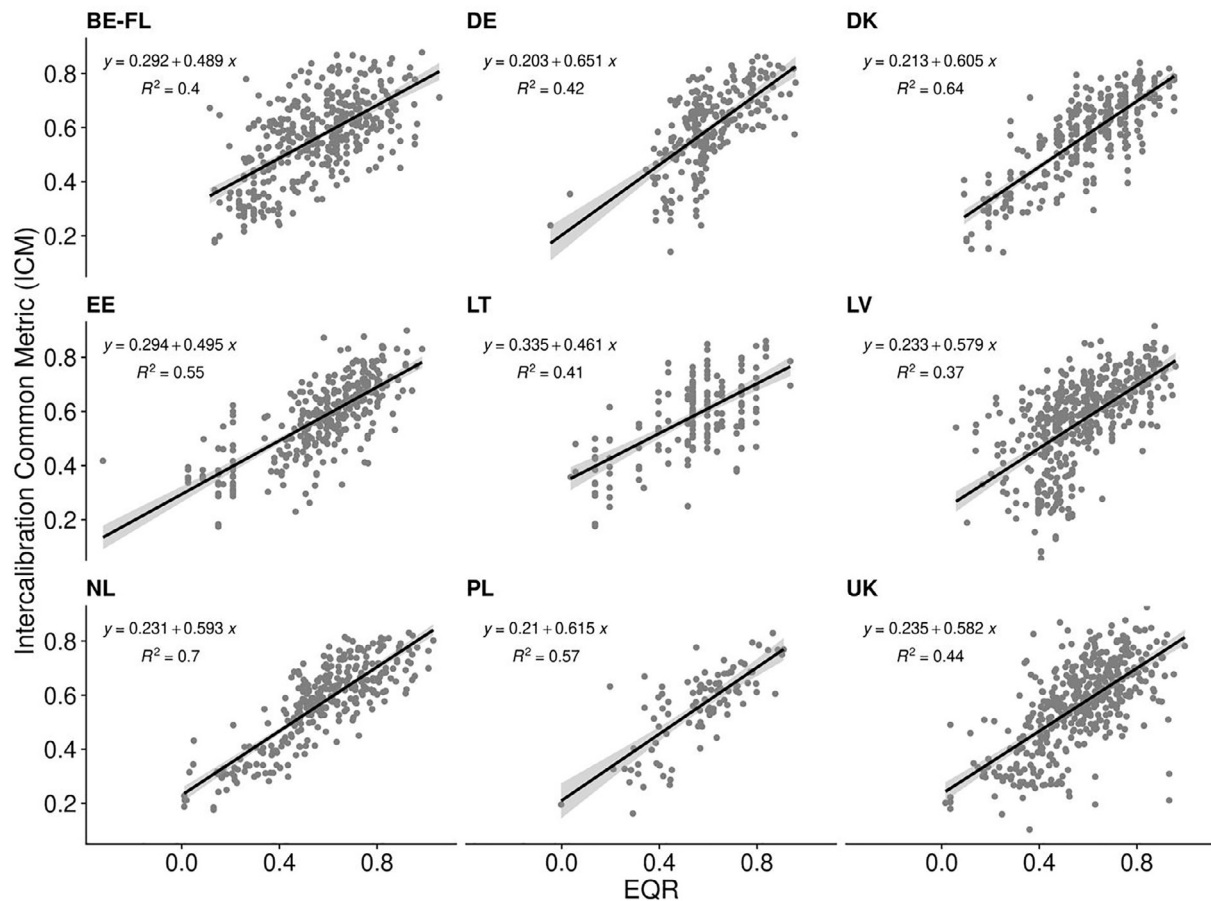 BE-FL DE DK
y = 0.292 + 0.489 x y = 0.203 + 0.651 x y = 0.213 + 0.605 x
R² = 0.4 R² = 0.42 R² = 0.64
0.8
0.6
0.4
0.2
EE LT LV
y = 0.294 + 0.495 x y = 0.335 + 0.461 x y = 0.233 + 0.579 x
R² = 0.55 R² = 0.41 R² = 0.37
0.8
0.6
0.4
0.2
Intercalibration Common Metric (ICM)
NL PL UK
y = 0.231 + 0.593 x y = 0.21 + 0.615 x y = 0.235 + 0.582 x
R² = 0.7 R² = 0.57 R² = 0.44
0.8
0.6
0.4
0.2
0.0 0.4 0.8 0.0 0.4 0.8 0.0 0.4 0.8
EQR